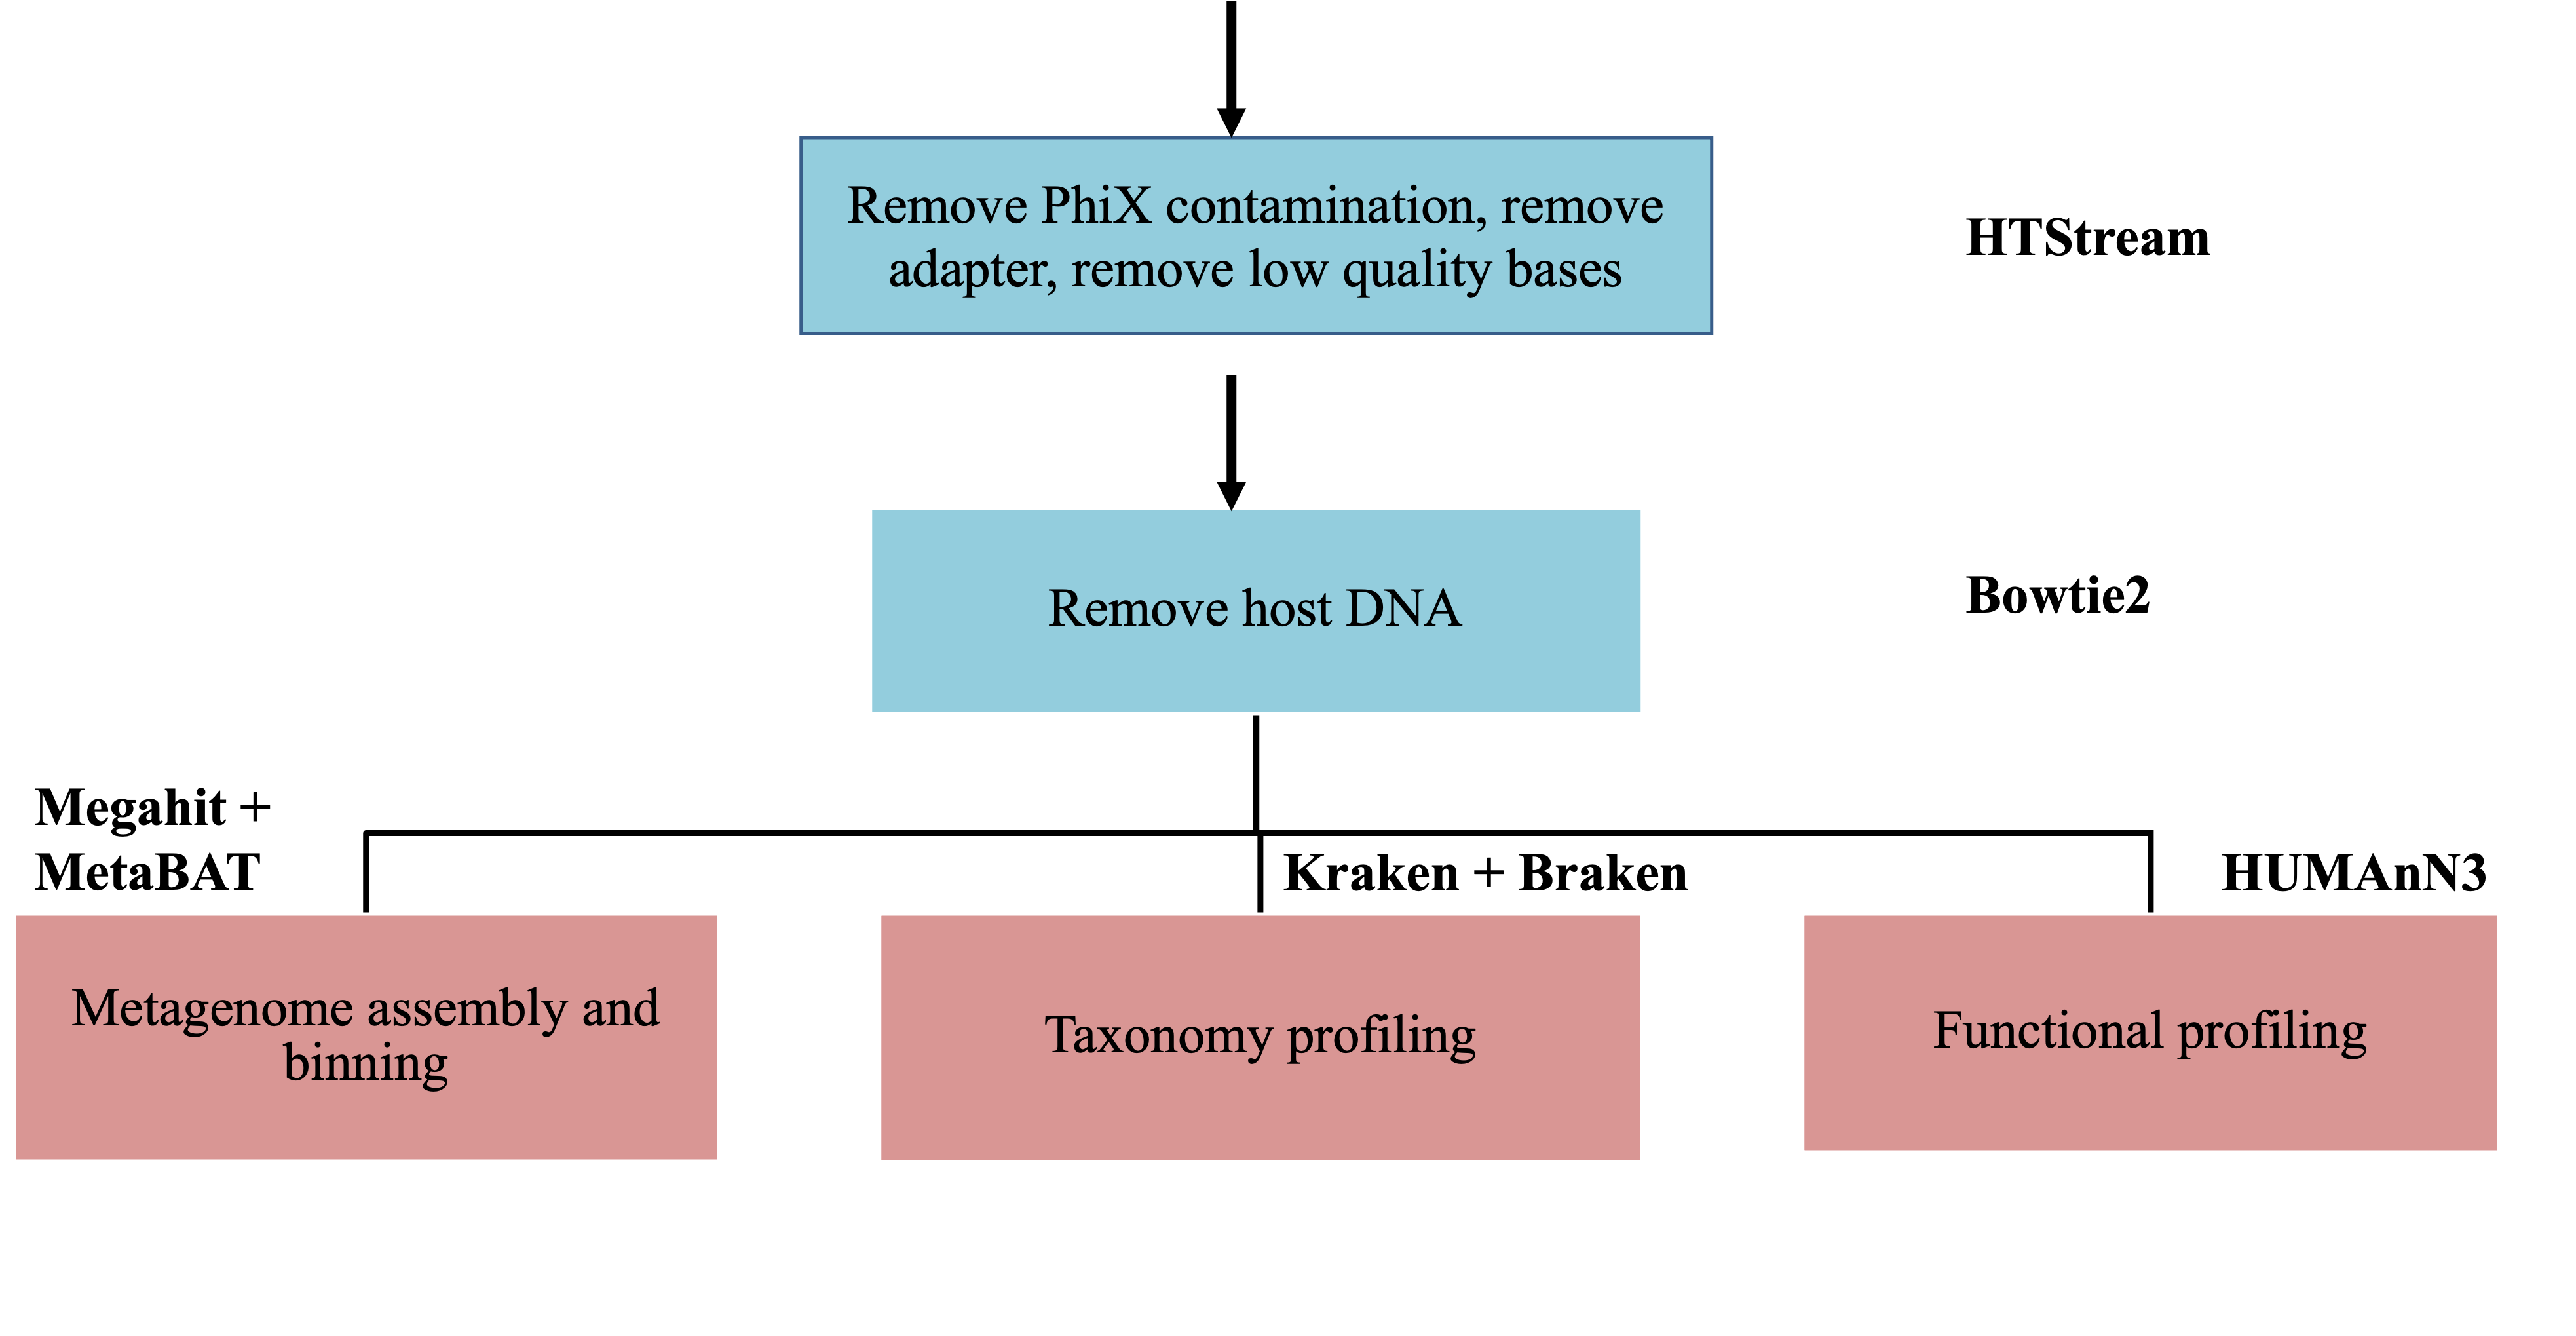 Remove PhiX contamination, remove
adapter, remove low quality bases
HTStream
Remove host DNA
Bowtie2
Megahit +
MetaBAT
Kraken + Braken
HUMAnN3
Metagenome assembly and
binning
Taxonomy profiling
Functional profiling